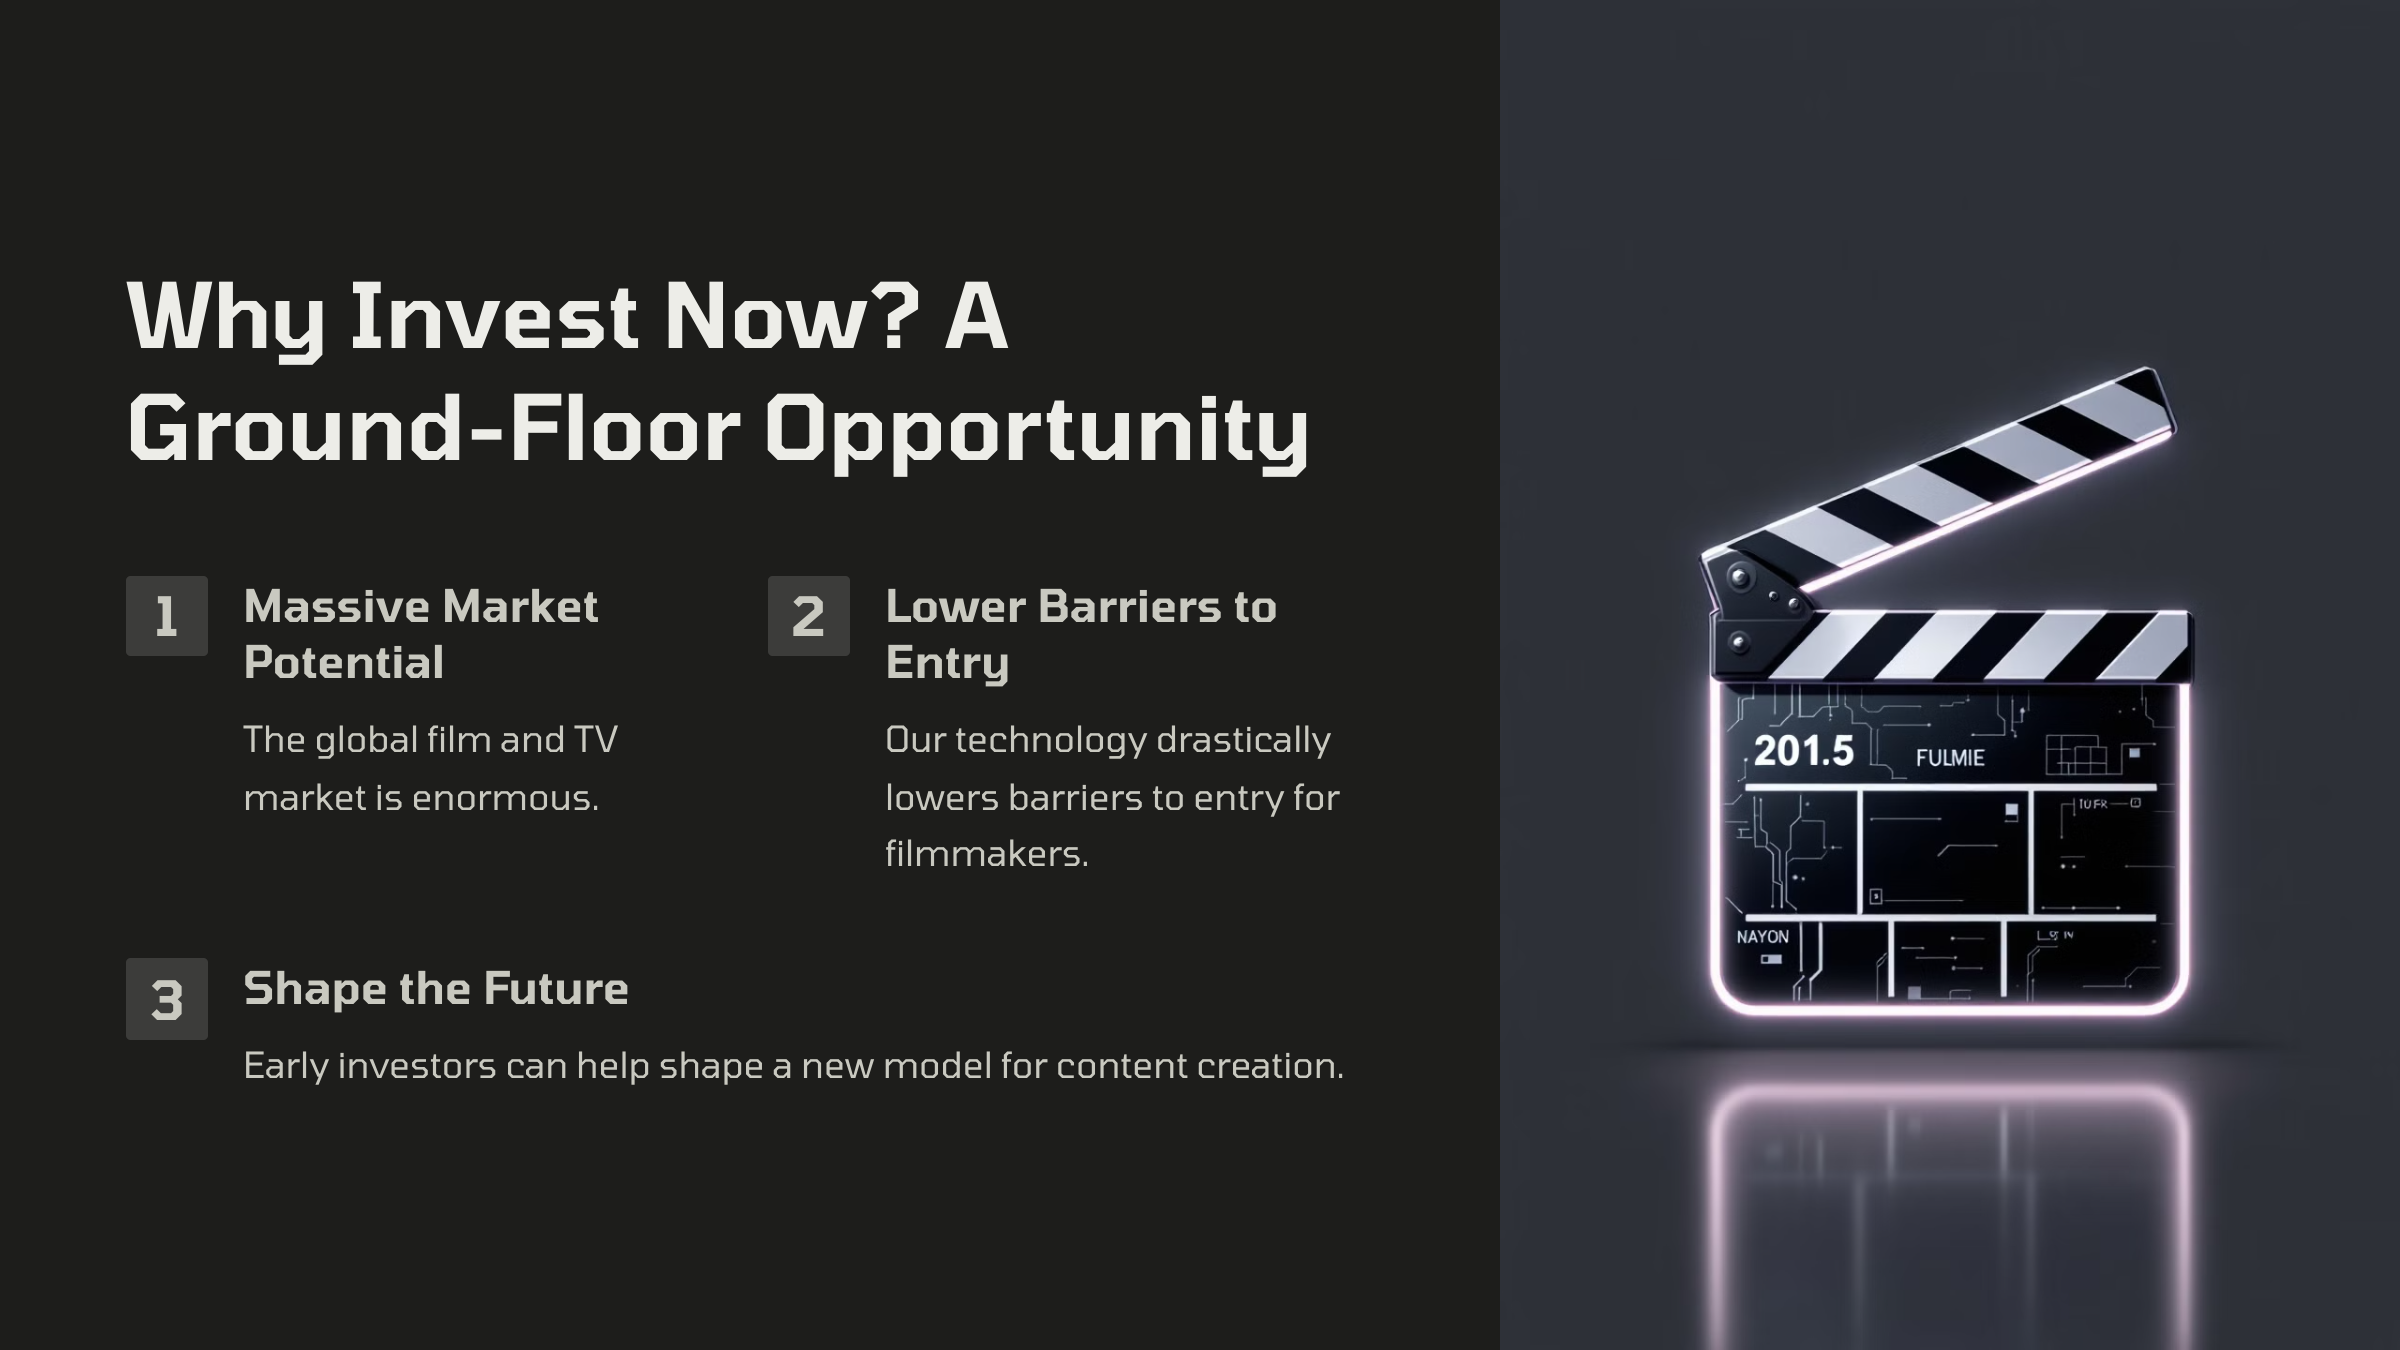 Why Invest Now? A
Ground-Floor Opportunity
1
Massive Market
Potential
The global film and TV
market is enormous.
2
Lower Barriers to
Entry
Our technology drastically
lowers barriers to entry for
filmmakers.
3
Shape the Future
Early investors can help shape a new model for content creation.
201.5 FULMIE
NAYON